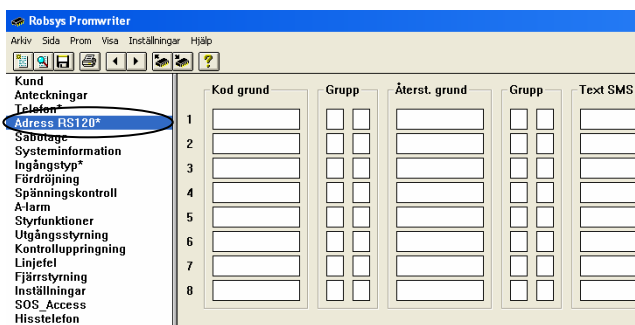 Robsys Promwriter
Arkiv Sida Prom Visa Inställningar Hjälp
Kund
Anteckningar
Telefon*
Adress RS120*
Sabotage
Systeminformation
Ingångstyp*
Fördröjning
Spänningskontroll
A-larm
Styrfunktioner
Utgångsstyrning
Kontrolluppringning
Linjefel
Fjärrstyrning
Inställningar
SOS_Access
Hisstelefon
Kod grund Grupp Återst. grund Grupp Text SMS
1
2
3
4
5
6
7
8